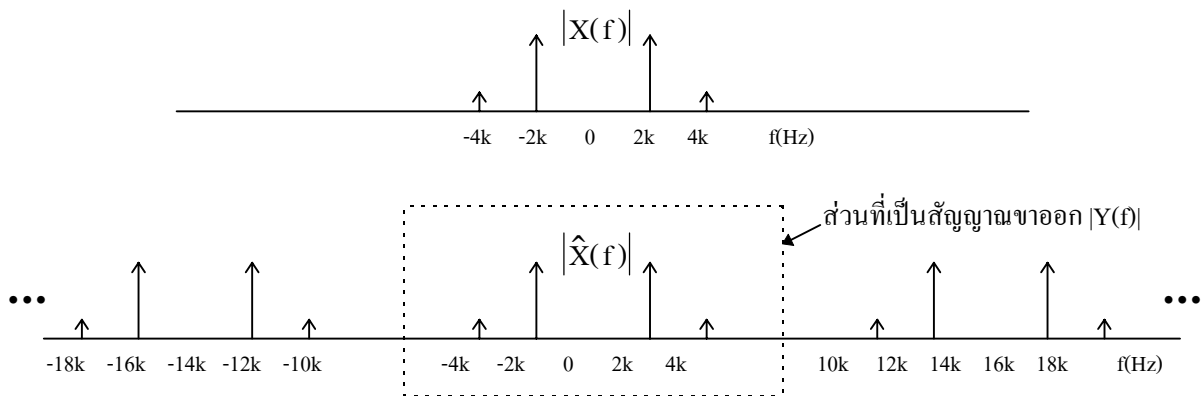 |X(f)|
-4k -2k 0 2k 4k f(Hz)
ส่วนที่เป็นสัญญาณขาออก |Y(f)|
|X̂(f)|
••• •••
-18k -16k -14k -12k -10k -4k -2k 0 2k 4k 10k 12k 14k 16k 18k f(Hz)